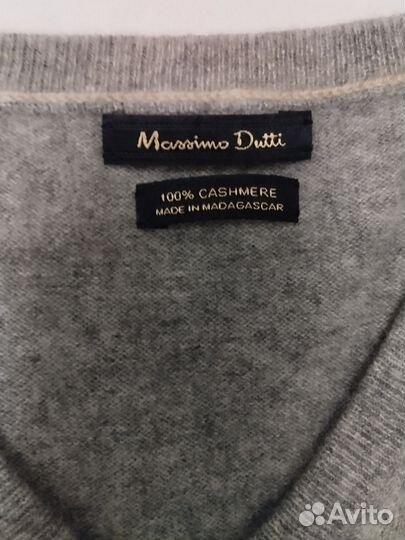 Massimo Dutti
100% CASHMERE
MADE IN MADAGASCAR
Avito